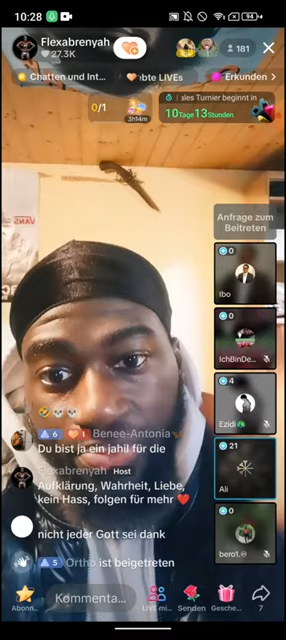 10:28
94
Flexabrenyah
27.3K
181
Chatten und Int...
ebte LIVEs
Erkunden >
0/1
3h14m
ales Turnier beginnt in
10Tage13Stunden
VANS
Anfrage zum
Beitreten
0
Ibo
0
IchBinDe...
4
Ezidi
21
Ali
0
bero1.
🤣💀💀
6 1 Benee-Antonia
Du bist ja ein jahil für die
Flexabrenyah Host
Aufklärung, Wahrheit, Liebe,
kein Hass, folgen für mehr ❤️
nicht jeder Gott sei dank
5 Ortho ist beigetreten
Kommenta...
Abonn...
LIVE-mi...
Senden
Gesche...
7